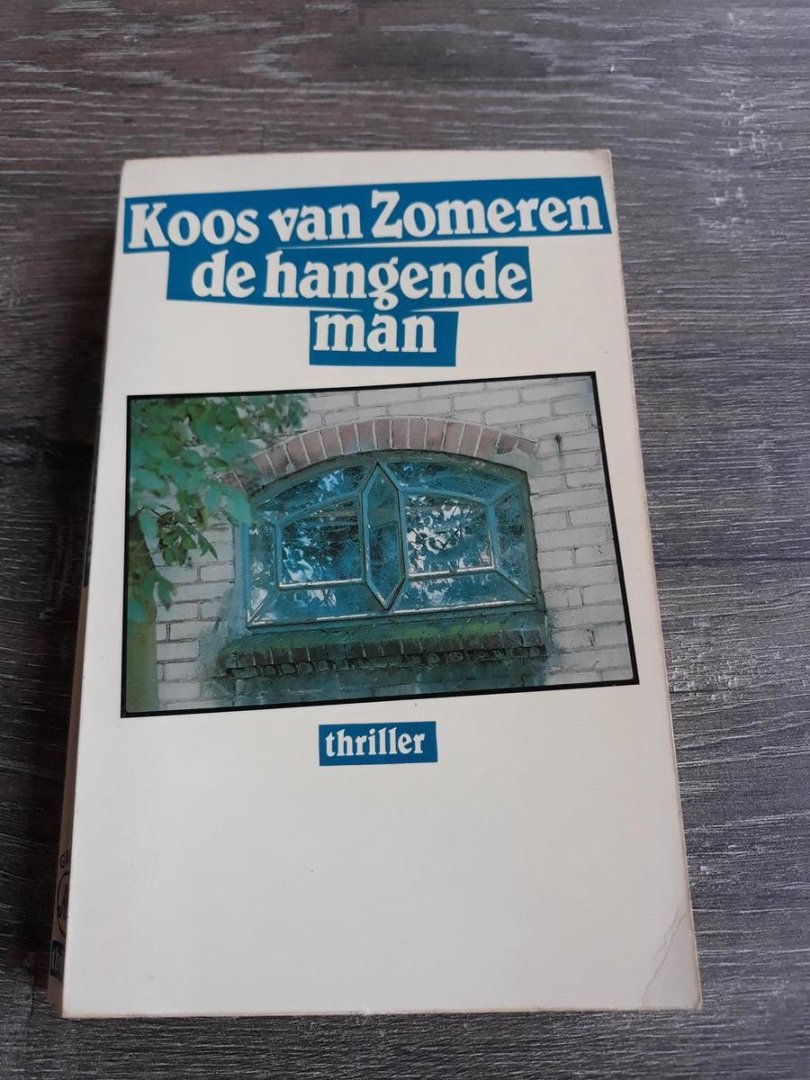 Koos van Zomeren
de hangende
man
thriller